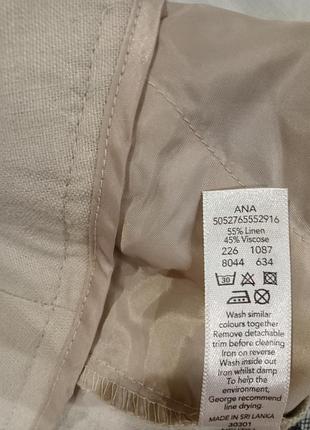 ANA
5052765552916
55% Linen
45% Viscose
226 1087
8044 634
30
Wash similar
colours together
Remove detachable
trim before cleaning
Iron on reverse
Wash inside out
Iron whilst damp
To help the
environment,
George recommend
line drying.
MADE IN SRI LANKA
30301